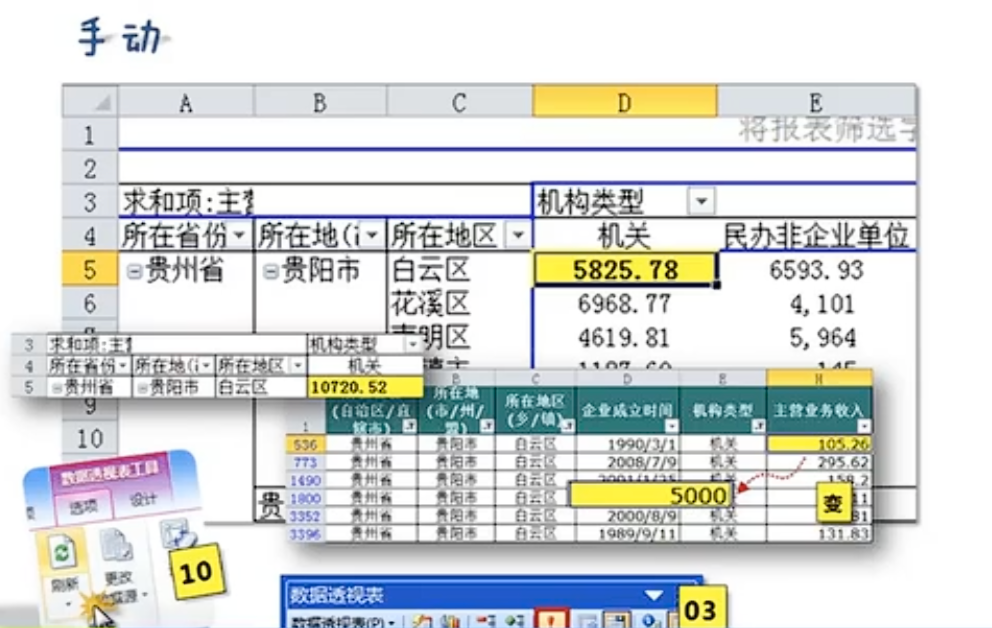 手动
A B C D E
1 将报表筛选字
2
3 求和项:主营 机构类型
4 所在省份 所在地( 所在地区 机关 民办非企业单位
5 贵州省 贵阳市 白云区 5825.78 6593.93
6 花溪区 6968.77 4,101
明区 4619.81 5,964
3 求和项:主营 机构类型
4 所在省份 所在地( 所在地区 机关
5 贵州省 贵阳市 白云区 10720.52
9
10
贵
B C D E H
1 (自治区/直辖市) 所在地(市/州/盟) 所在地区(乡/镇) 企业成立时间 机构类型 主营业务收入
536 贵州省 贵阳市 白云区 1990/3/1 机关 105.26
773 贵州省 贵阳市 白云区 2008/7/9 机关 295.62
1490 贵州省 贵阳市 白云区 机关 158.2
1800 贵州省 贵阳市 白云区 5000 变 11
3352 贵州省 贵阳市 白云区 2000/8/9 机关 81
3396 贵州省 贵阳市 白云区 1989/9/11 机关 131.83
数据透视表工具
选项 设计
刷新 更改
据源
10
数据透视表
数据透视表(P)
03